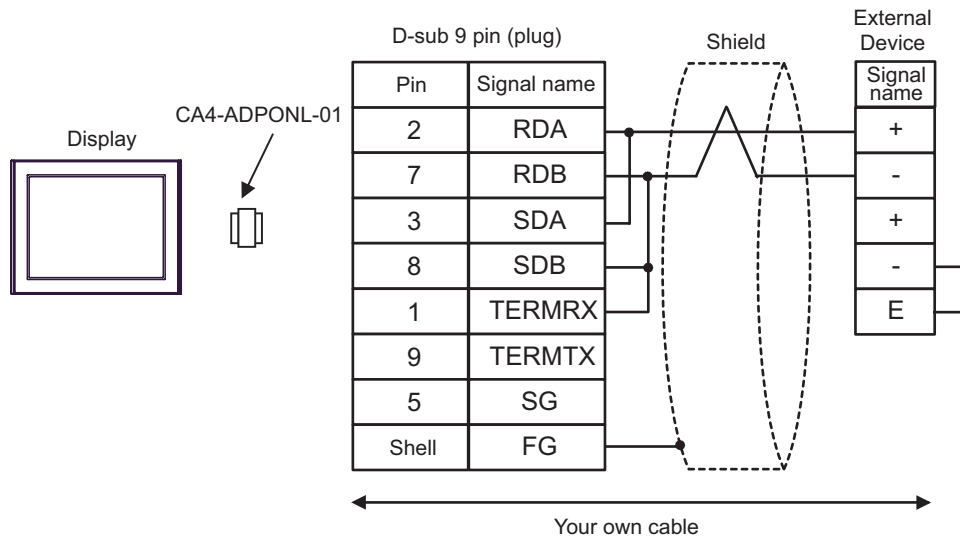 D-sub 9 pin (plug)
Shield
External
Device
Display
CA4-ADPONL-01
Pin Signal name
2 RDA
7 RDB
3 SDA
8 SDB
1 TERMRX
9 TERMTX
5 SG
Shell FG
Signal
name
+
-
+
-
E
Your own cable